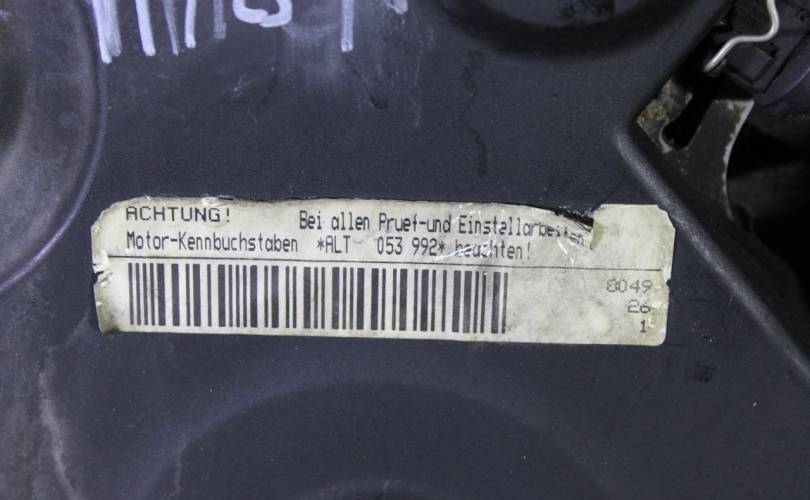 ACHTUNG! Bei allen Pruef-und Einstellarbeiten
Motor-Kennbuchstaben *ALT 053 992* beachten!
8049
26
1